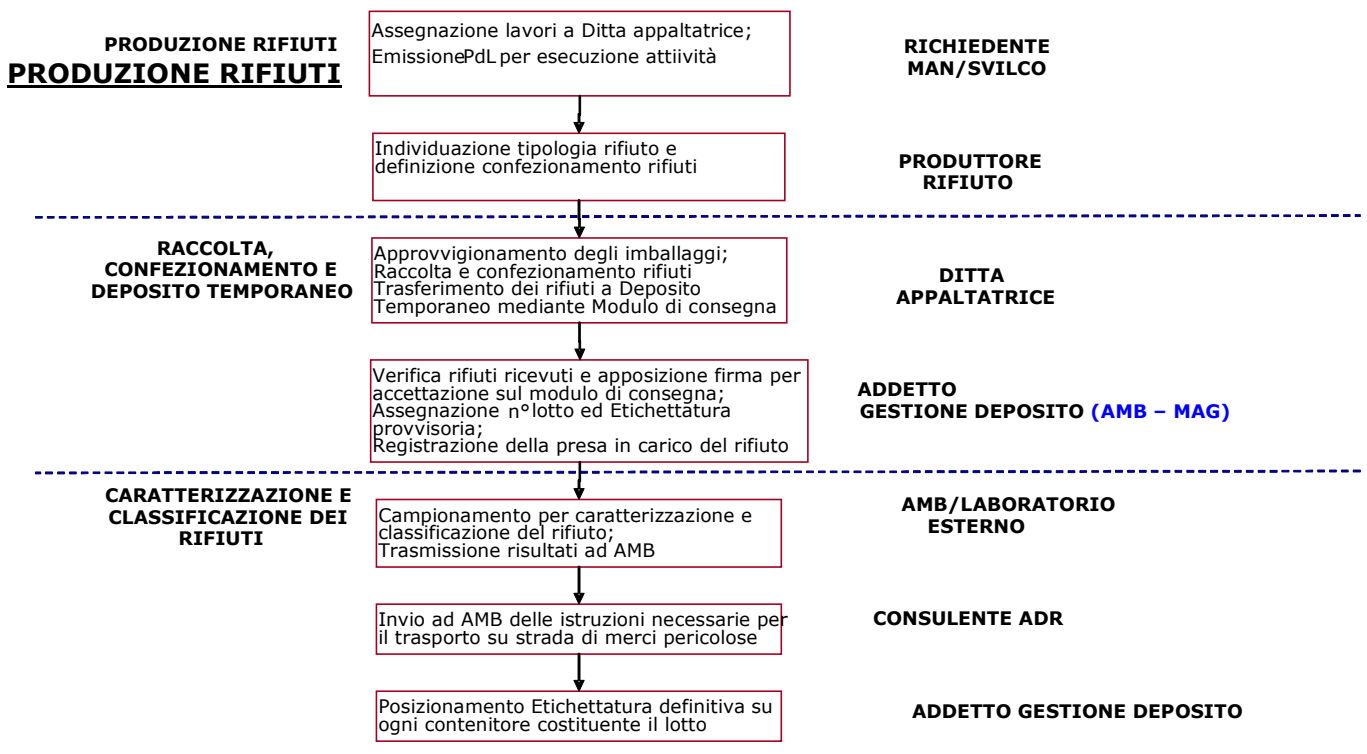 PRODUZIONE RIFIUTI
PRODUZIONE RIFIUTI
Assegnazione lavori a Ditta appaltatrice;
EmissionePdL per esecuzione attiività
RICHIEDENTE
MAN/SVILCO
Individuazione tipologia rifiuto e
definizione confezionamento rifiuti
PRODUTTORE
RIFIUTO
RACCOLTA,
CONFEZIONAMENTO E
DEPOSITO TEMPORANEO
Approvvigionamento degli imballaggi;
Raccolta e confezionamento rifiuti
Trasferimento dei rifiuti a Deposito
Temporaneo mediante Modulo di consegna
DITTA
APPALTATRICE
Verifica rifiuti ricevuti e apposizione firma per
accettazione sul modulo di consegna;
Assegnazione n° lotto ed Etichettatura
provvisoria;
Registrazione della presa in carico del rifiuto
ADDETTO
GESTIONE DEPOSITO (AMB – MAG)
CARATTERIZZAZIONE E
CLASSIFICAZIONE DEI
RIFIUTI
Campionamento per caratterizzazione e
classificazione del rifiuto;
Trasmissione risultati ad AMB
AMB/LABORATORIO
ESTERNO
Invio ad AMB delle istruzioni necessarie per
il trasporto su strada di merci pericolose
CONSULENTE ADR
Posizionamento Etichettatura definitiva su
ogni contenitore costituente il lotto
ADDETTO GESTIONE DEPOSITO